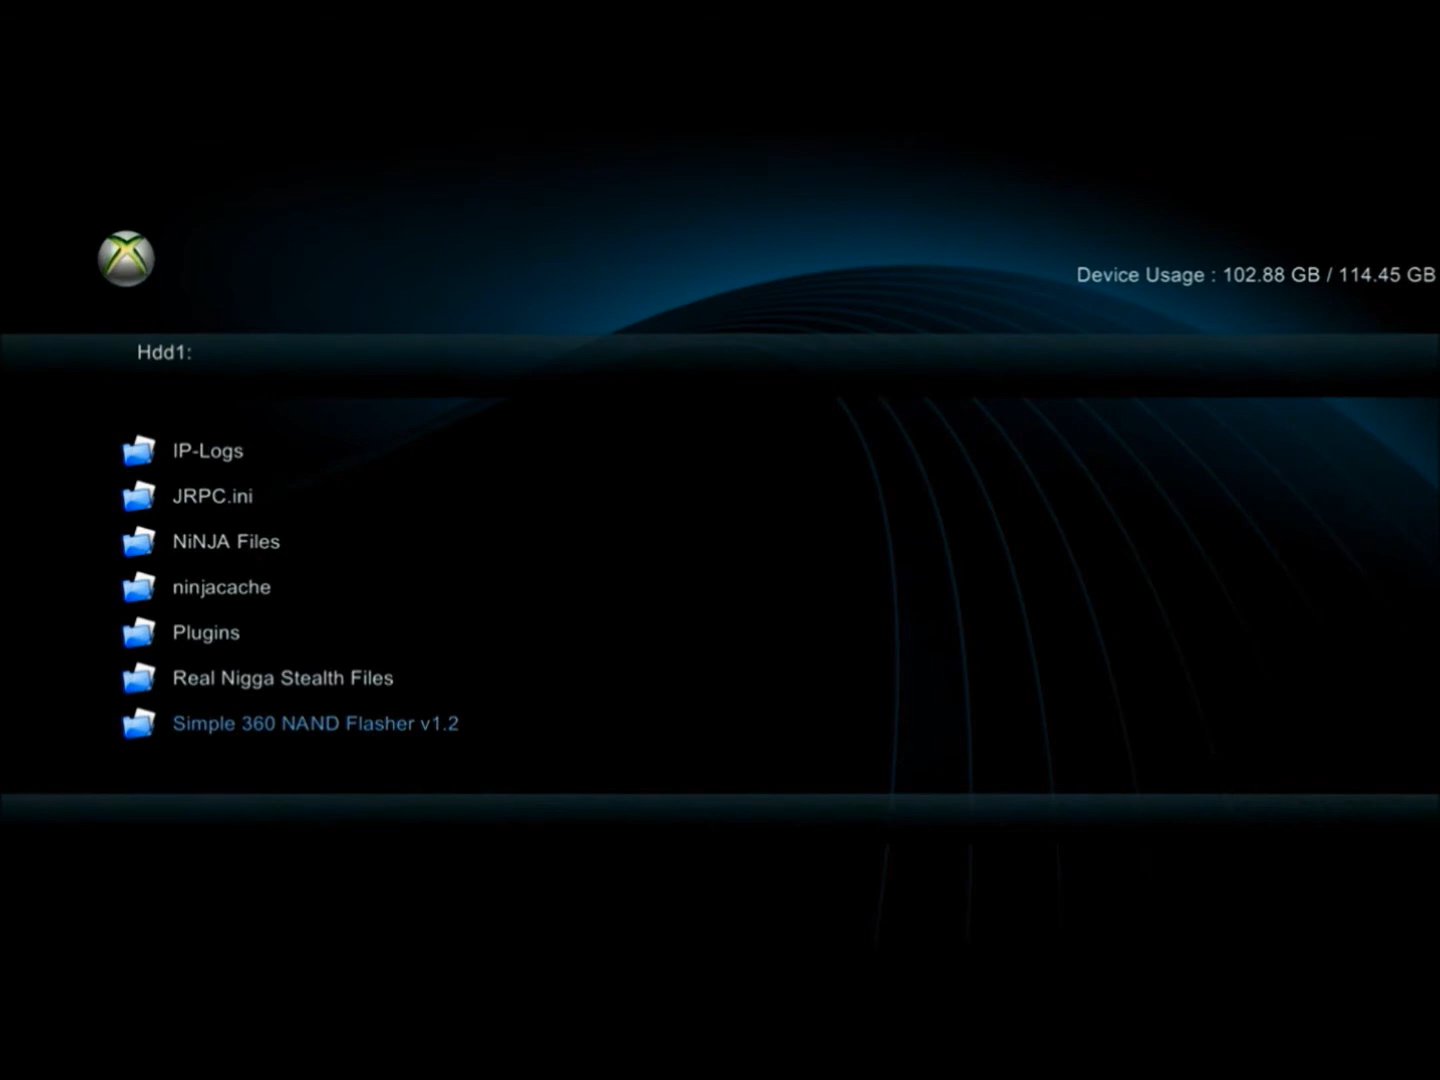 Device Usage : 102.88 GB / 114.45 GB
Hdd1:
IP-Logs
JRPC.ini
NiNJA Files
ninjacache
Plugins
Real Nigga Stealth Files
Simple 360 NAND Flasher v1.2